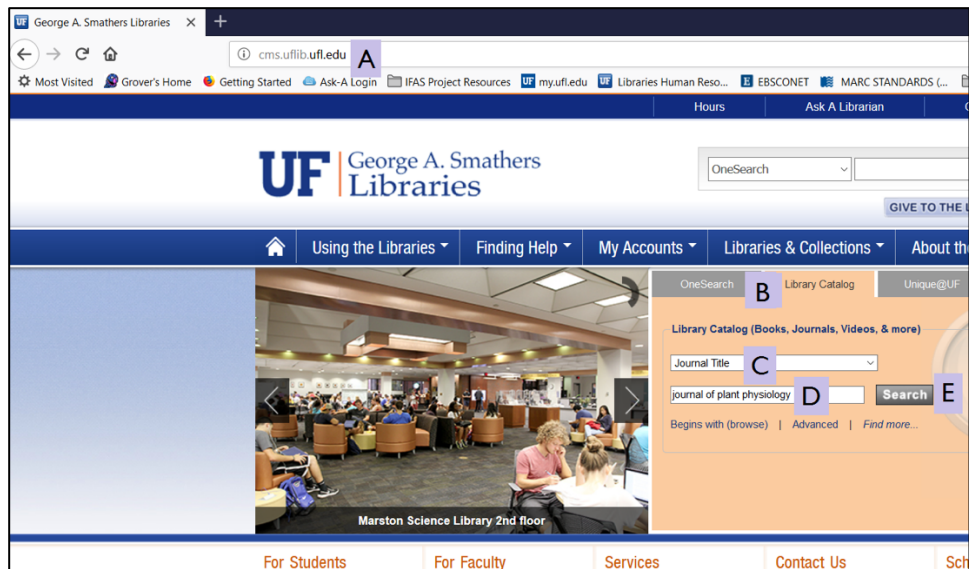 UF George A. Smathers Libraries × +
cms.uflib.ufl.edu A
Most Visited Grover's Home Getting Started Ask-A Login IFAS Project Resources UF my.ufl.edu UF Libraries Human Reso... E EBSCONET MARC STANDARDS (...
Hours Ask A Librarian
UF George A. Smathers
Libraries
OneSearch
GIVE TO THE
Using the Libraries Finding Help My Accounts Libraries & Collections About
OneSearch B Library Catalog Unique@UF
Library Catalog (Books, Journals, Videos, & more)
Journal Title C
journal of plant physiology D Search E
Begins with (browse) | Advanced | Find more...
Marston Science Library 2nd floor
For Students For Faculty Services Contact Us Sch